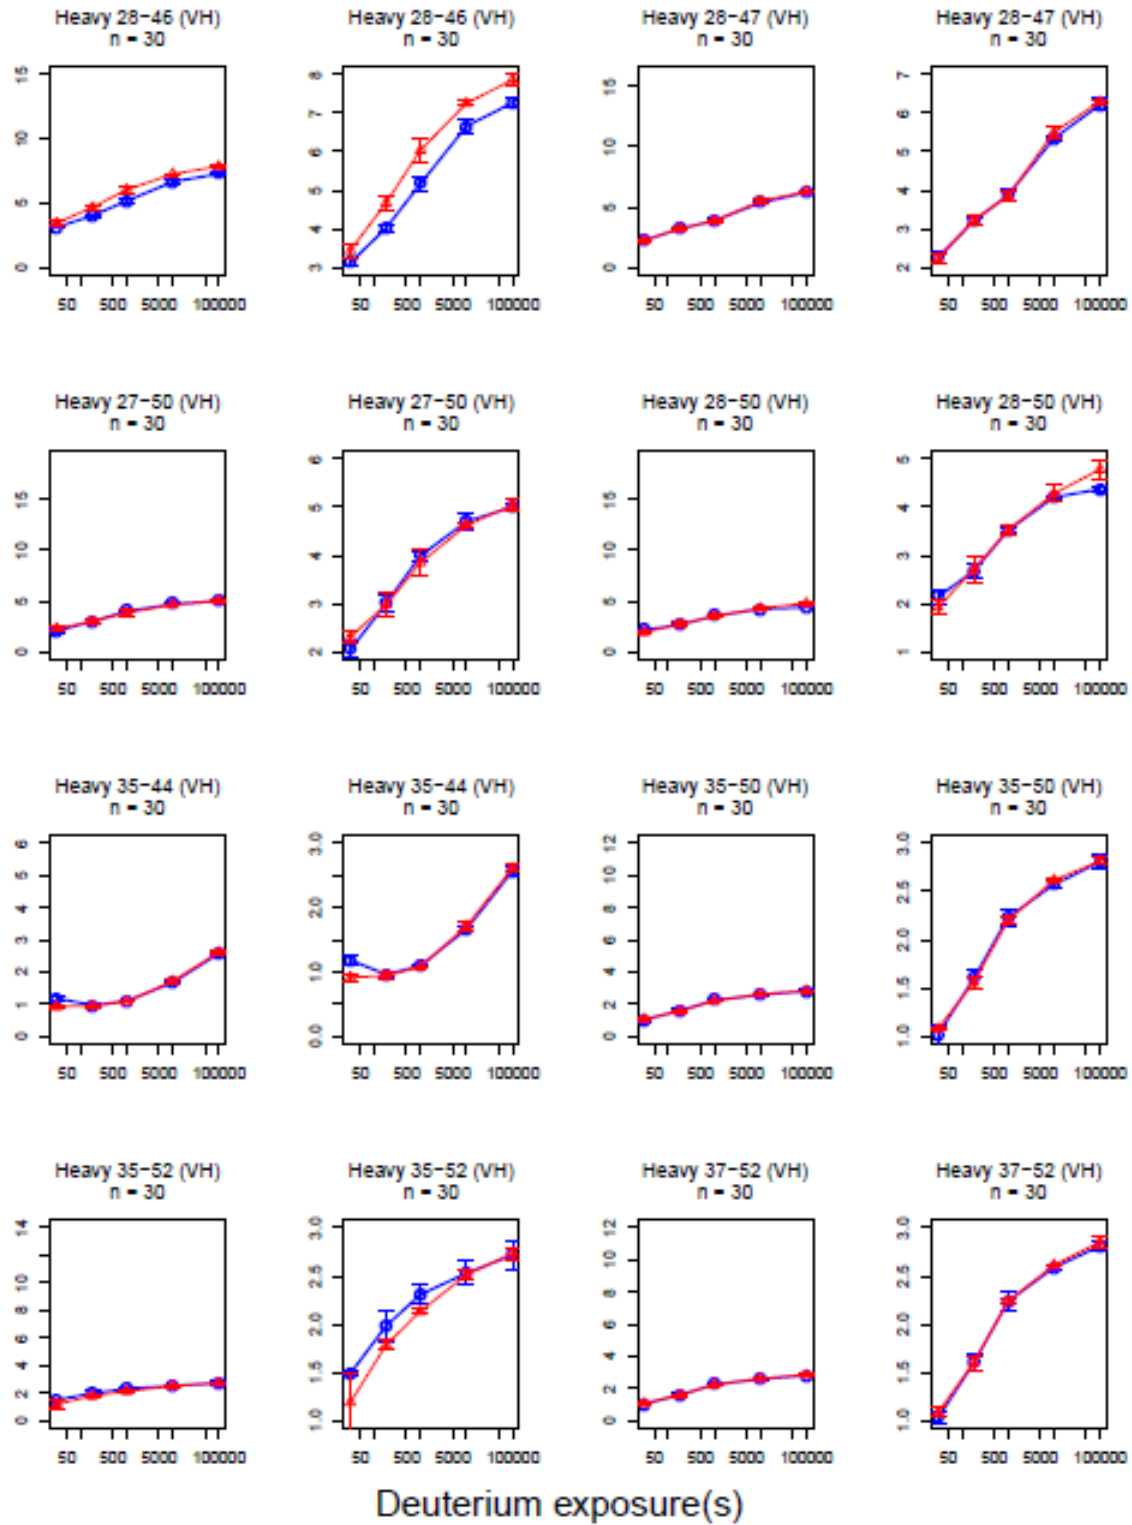 Heavy 28-46 (VH) Heavy 28-46 (VH) Heavy 28-47 (VH) Heavy 28-47 (VH)
n = 30 n = 30 n = 30 n = 30
15 8 15 7
10 7 10 6
5 6 5 5
0 5 0 4
4 3
3 2
50 500 5000 100000 50 500 5000 100000 50 500 5000 100000 50 500 5000 100000
Heavy 27-50 (VH) Heavy 27-50 (VH) Heavy 28-50 (VH) Heavy 28-50 (VH)
n = 30 n = 30 n = 30 n = 30
15 6 15 5
10 5 10 4
5 4 5 3
0 3 0 2
2 1
50 500 5000 100000 50 500 5000 100000 50 500 5000 100000 50 500 5000 100000
Heavy 35-44 (VH) Heavy 35-44 (VH) Heavy 35-50 (VH) Heavy 35-50 (VH)
n = 30 n = 30 n = 30 n = 30
6 3.0 12 3.0
5 2.0 10 2.5
4 1.0 8 2.0
3 0.0 6 1.5
2 4 1.0
1 2
0 0
50 500 5000 100000 50 500 5000 100000 50 500 5000 100000 50 500 5000 100000
Heavy 35-52 (VH) Heavy 35-52 (VH) Heavy 37-52 (VH) Heavy 37-52 (VH)
n = 30 n = 30 n = 30 n = 30
14 3.0 12 3.0
10 2.5 10 2.5
8 2.0 8 2.0
6 1.5 6 1.5
4 1.0 4 1.0
2 2
0 0
50 500 5000 100000 50 500 5000 100000 50 500 5000 100000 50 500 5000 100000
Deuterium exposure(s)